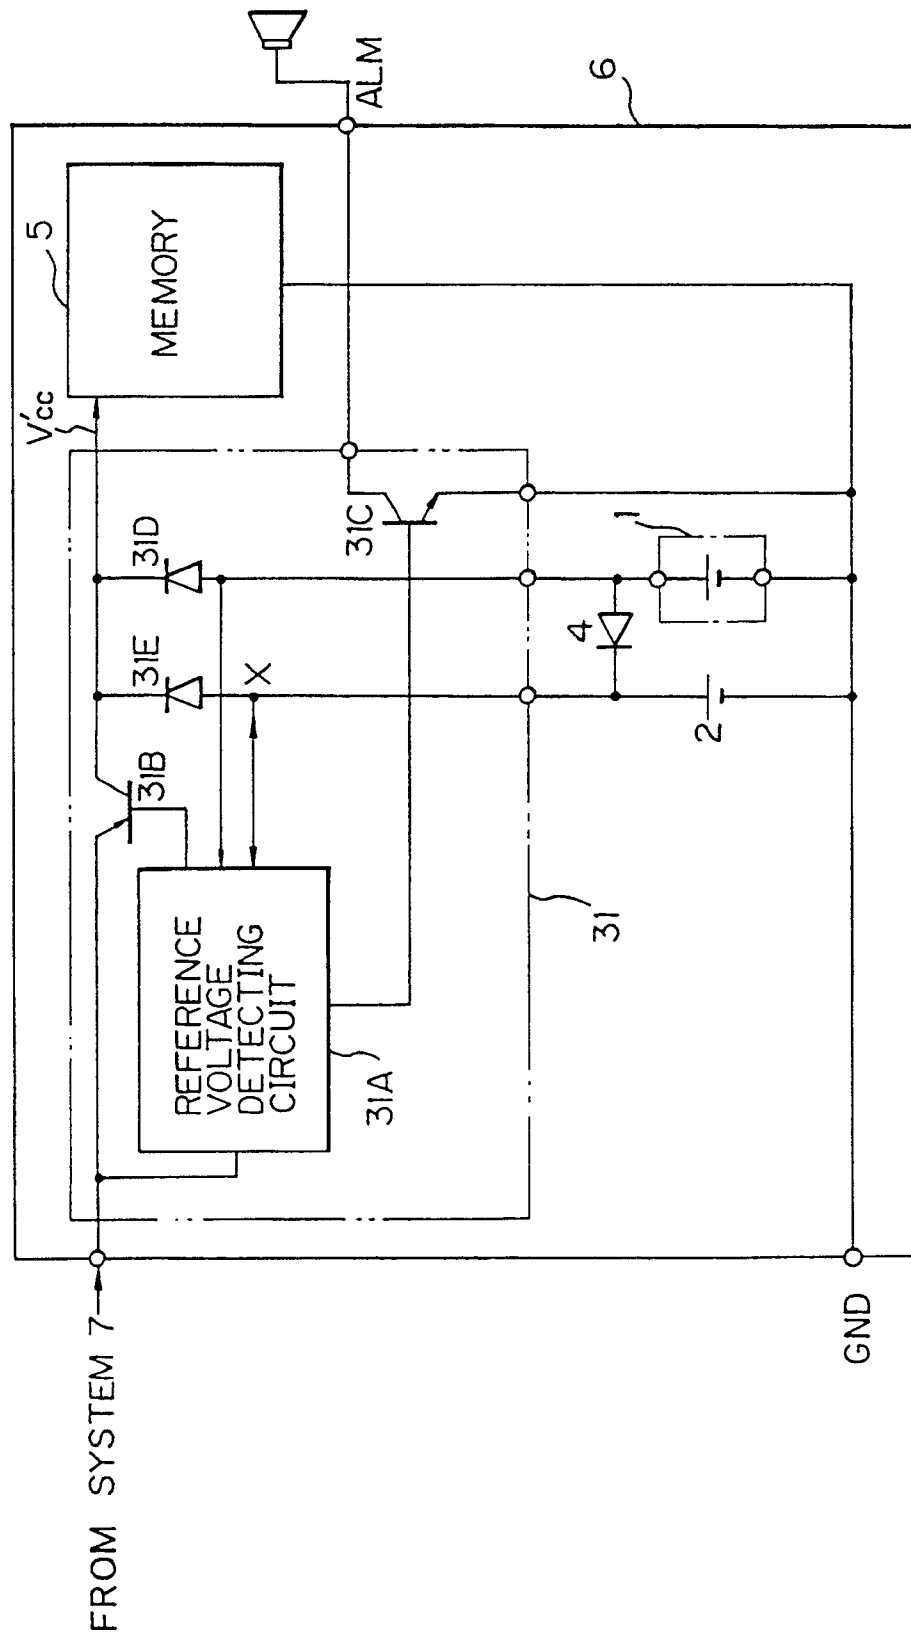 FROM SYSTEM 7
GND
REFERENCE
VOLTAGE
DETECTING
CIRCUIT
31A
31B
31E
31D
X
31C
31
V'cc
5
MEMORY
4
2
1
ALM
6